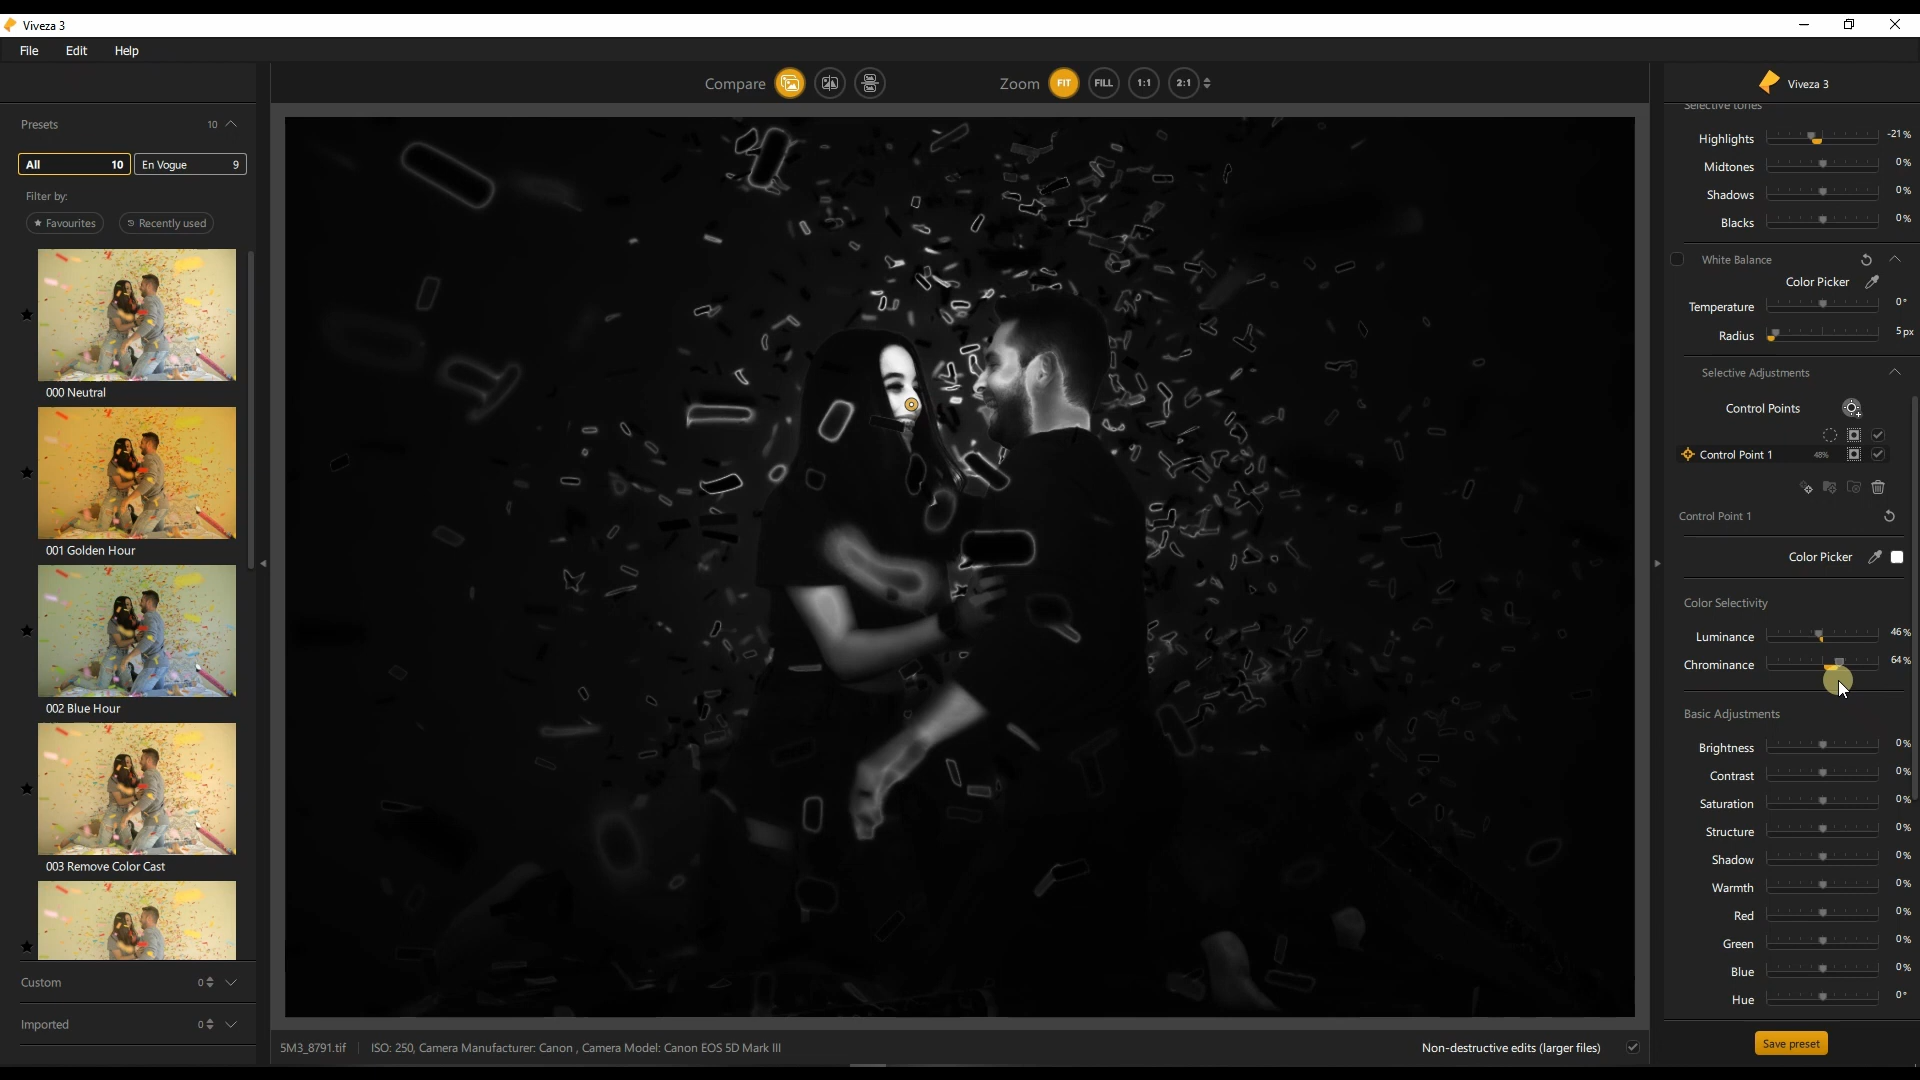 Viveza 3
File Edit Help
Compare
Zoom FIT FILL 1:1 2:1
Viveza 3
Presets 10
All 10 En Vogue 9
Filter by:
Favourites Recently used
000 Neutral
001 Golden Hour
002 Blue Hour
003 Remove Color Cast
Custom 0
Imported 0
Selective tones
Highlights -21%
Midtones 0%
Shadows 0%
Blacks 0%
White Balance
Color Picker
Temperature 0°
Radius 5px
Selective Adjustments
Control Points
Control Point 1 48%
Control Point 1
Color Picker
Color Selectivity
Luminance 46%
Chrominance 64%
Basic Adjustments
Brightness 0%
Contrast 0%
Saturation 0%
Structure 0%
Shadow 0%
Warmth 0%
Red 0%
Green 0%
Blue 0%
Hue 0°
Save preset
5M3_8791.tif ISO: 250, Camera Manufacturer: Canon , Camera Model: Canon EOS 5D Mark III
Non-destructive edits (larger files)